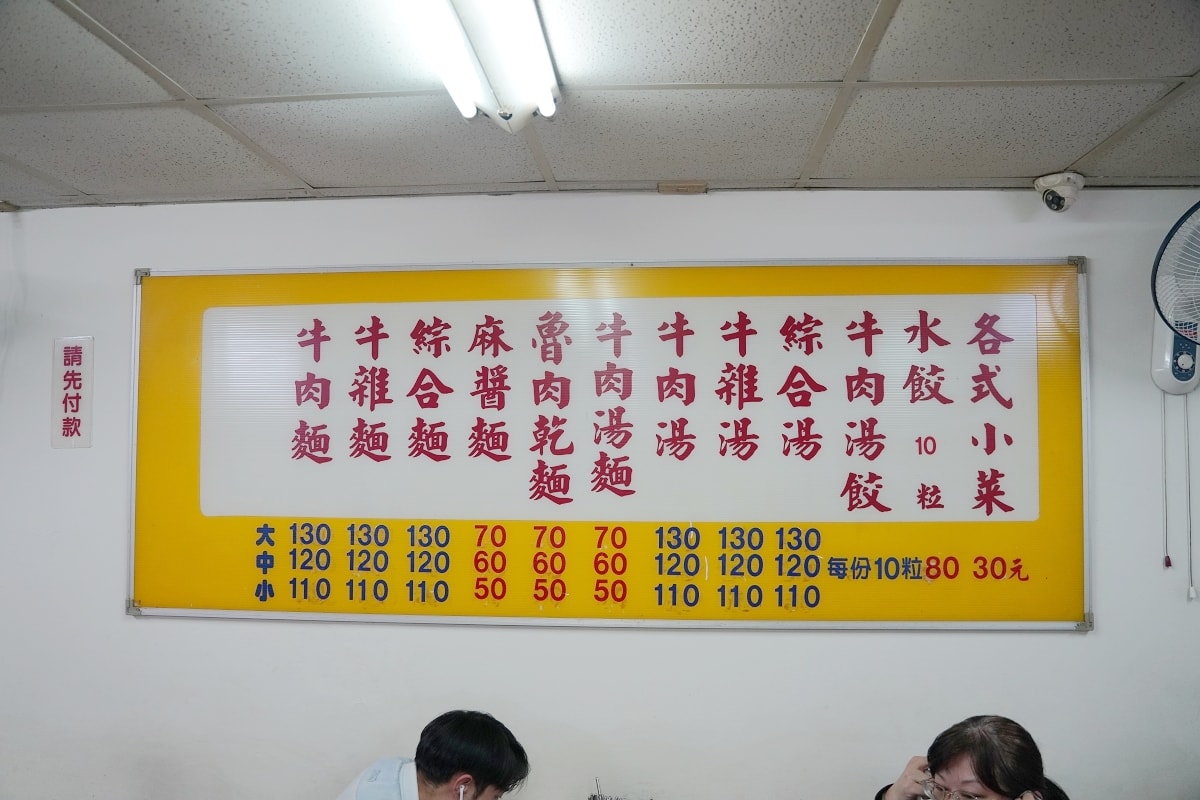 請先付款
各式小菜
水餃10粒
牛肉湯餃
綜合湯
牛雜湯
牛肉湯
牛肉湯麵
魯肉乾麵
麻醬麵
綜合麵
牛雜麵
牛肉麵
大 130 130 130 70 70 70 130 130 130
中 120 120 120 60 60 60 120 120 120 每份10粒80 30元
小 110 110 110 50 50 50 110 110 110